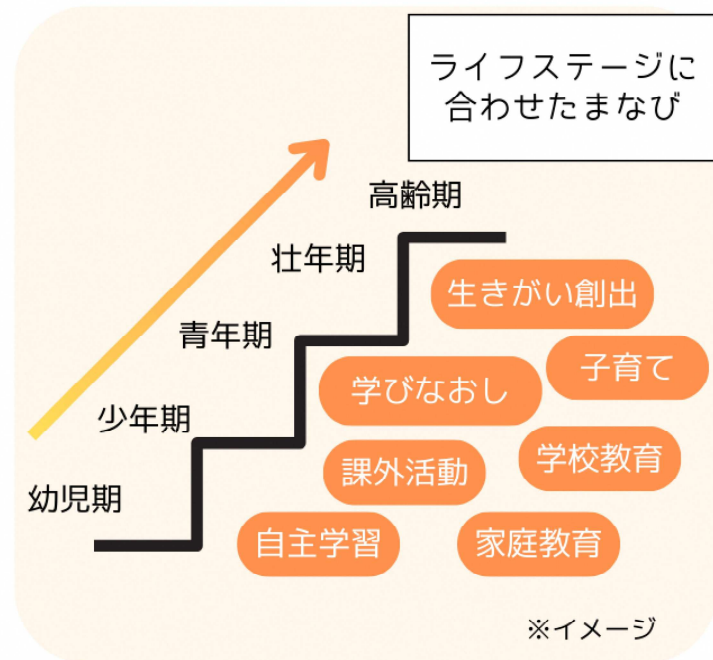 ライフステージに
合わせたまなび
高齢期
壮年期
青年期
少年期
幼児期
生きがい創出
子育て
学びなおし
学校教育
課外活動
自主学習
家庭教育
※イメージ